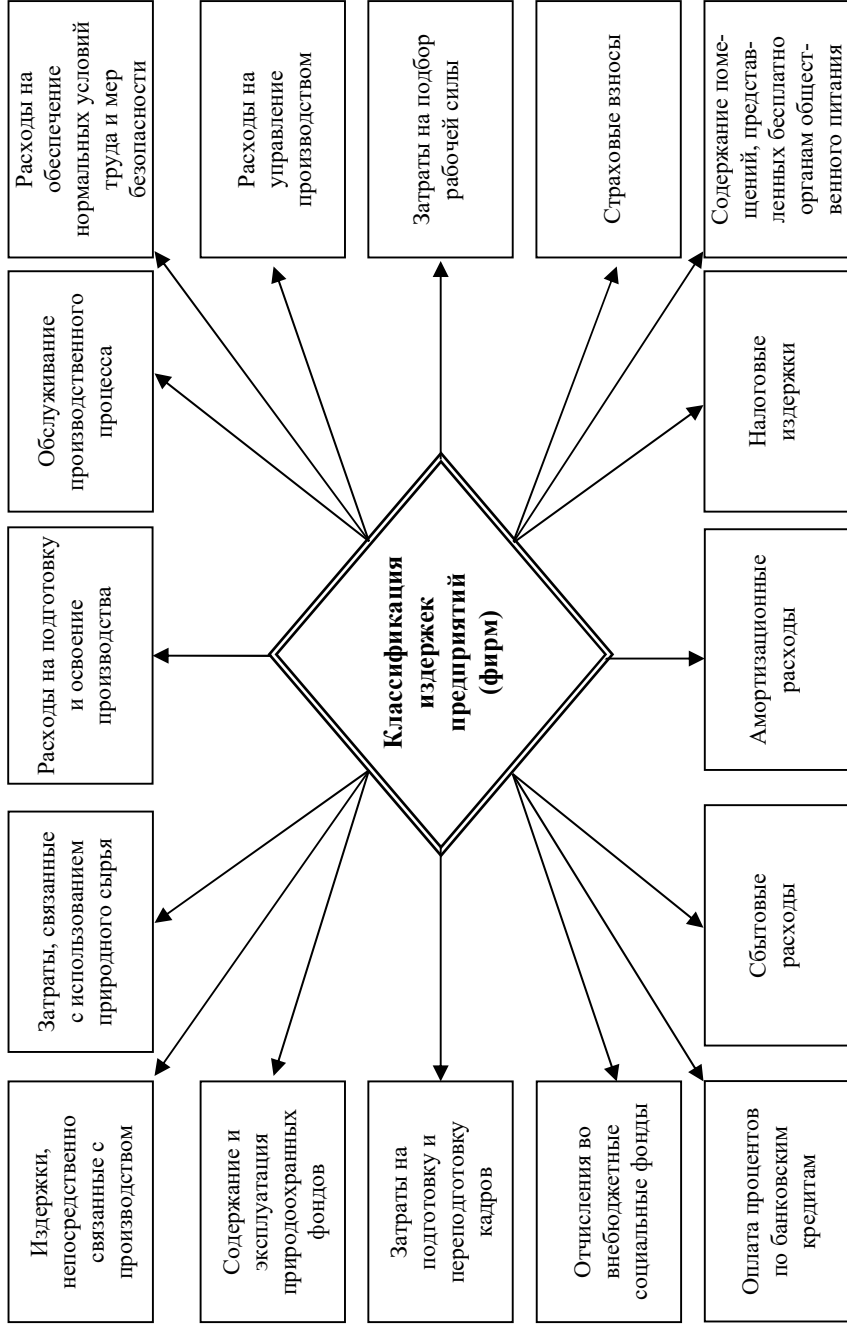 Издержки,
непосредственно
связанные с
производством
Затраты, связанные
с использованием
природного сырья
Расходы на подготовку
и освоение
производства
Обслуживание
производственного
процесса
Расходы на
обеспечение
нормальных условий
труда и мер
безопасности
Содержание и
эксплуатация
природоохранных
фондов
Расходы на
управление
производством
Затраты на
подготовку и
переподготовку
кадров
Классификация
издержек
предприятий
(фирм)
Затраты на подбор
рабочей силы
Отчисления во
внебюджетные
социальные фонды
Страховые взносы
Оплата процентов
по банковским
кредитам
Сбытовые
расходы
Амортизационные
расходы
Налоговые
издержки
Содержание поме-
щений, представ-
ленных бесплатно
органам общест-
венного питания